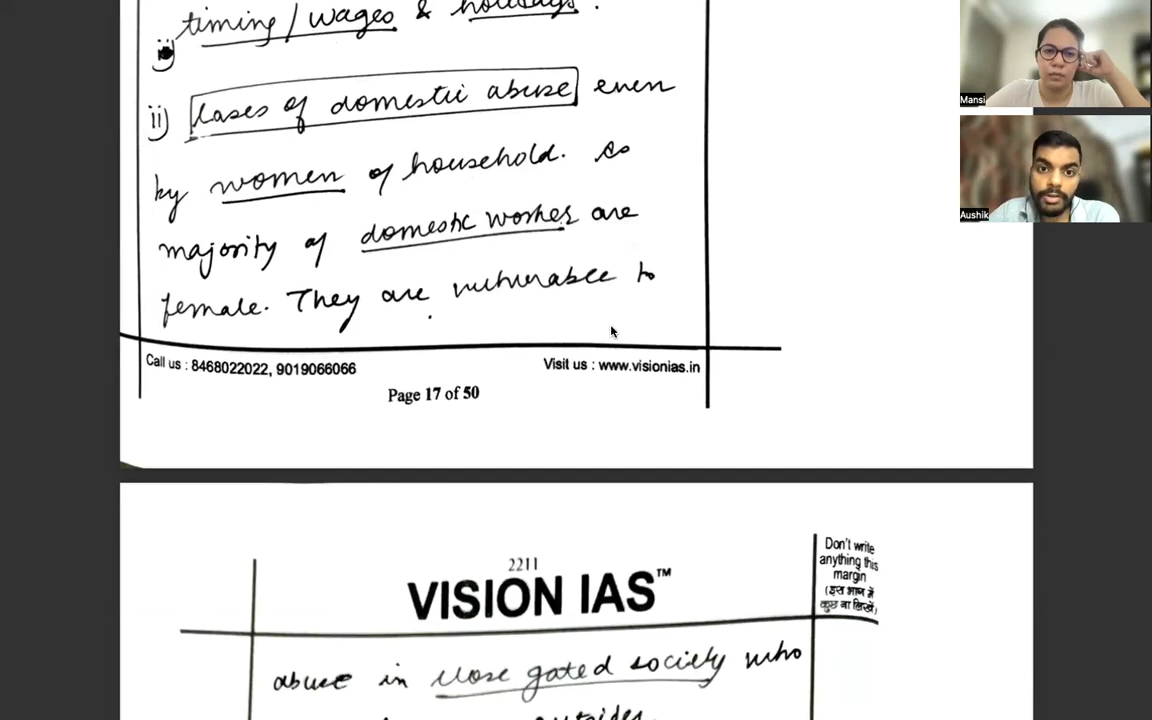 timing / wages & holidays.
ii) Cases of domestic abuse even
by women of household. so
majority of domestic workers are
female. They are vulnerable to
Call us : 8468022022, 9019066066
Visit us : www.visionias.in
Page 17 of 50
2211
VISION IAS™
Don't write
anything this
margin
(इस भाग में
कुछ ना लिखें)
abuse in close gated society who
outsider
Mansi
Aushik